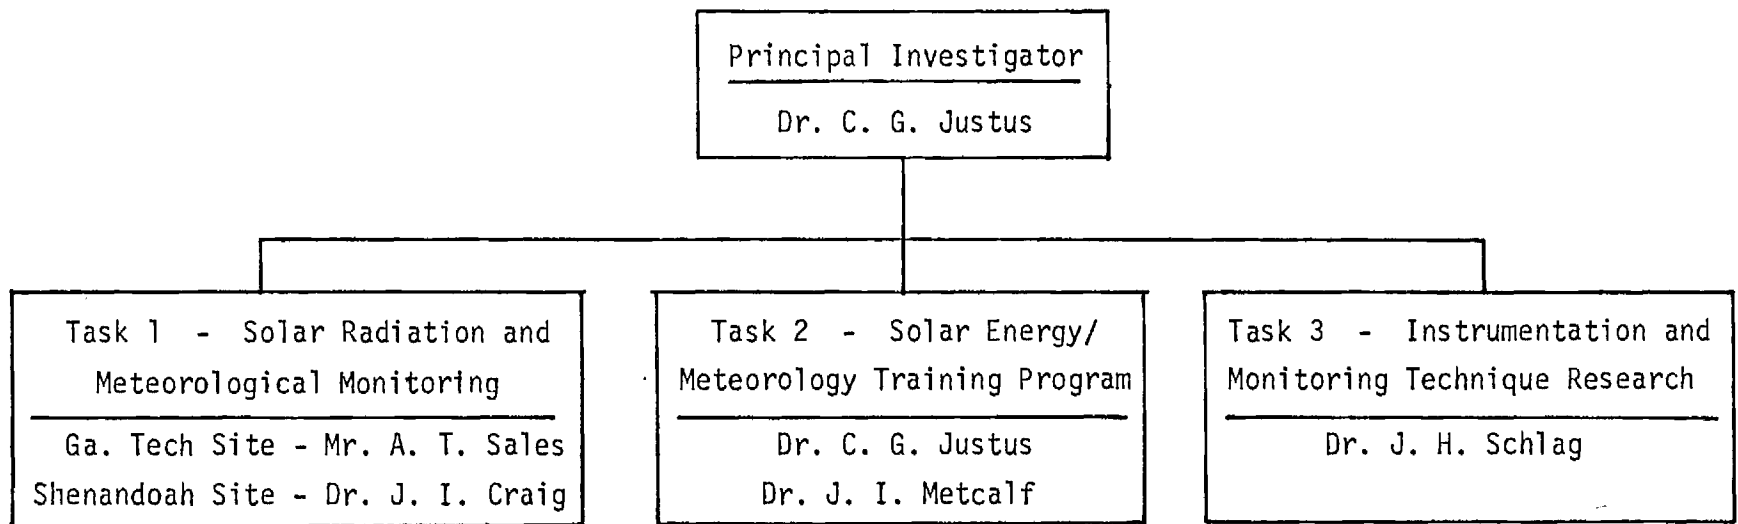 Principal Investigator
Dr. C. G. Justus
Task 1 - Solar Radiation and
Meteorological Monitoring
Ga. Tech Site - Mr. A. T. Sales
Shenandoah Site - Dr. J. I. Craig
Task 2 - Solar Energy/
Meteorology Training Program
Dr. C. G. Justus
Dr. J. I. Metcalf
Task 3 - Instrumentation and
Monitoring Technique Research
Dr. J. H. Schlag